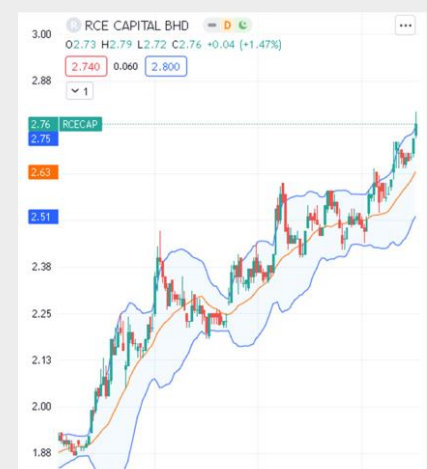 R RCE CAPITAL BHD D
O2.73 H2.79 L2.72 C2.76 +0.04 (+1.47%)
2.740 0.060 2.800
1
3.00
2.88
2.76 RCECAP
2.75
2.63
2.51
2.38
2.25
2.13
2.00
1.88